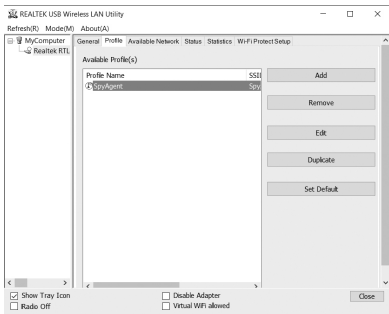 REALTEK USB Wireless LAN Utility
Refresh(R) Mode(M) About(A)
MyComputer
Realtek RTL
General Profile Available Network Status Statistics Wi-Fi Protect Setup
Available Profile(s)
Profile Name SSII
SpyAgent Spy
Add
Remove
Edit
Duplicate
Set Default
Show Tray Icon
Radio Off
Disable Adapter
Virtual WiFi allowed
Close